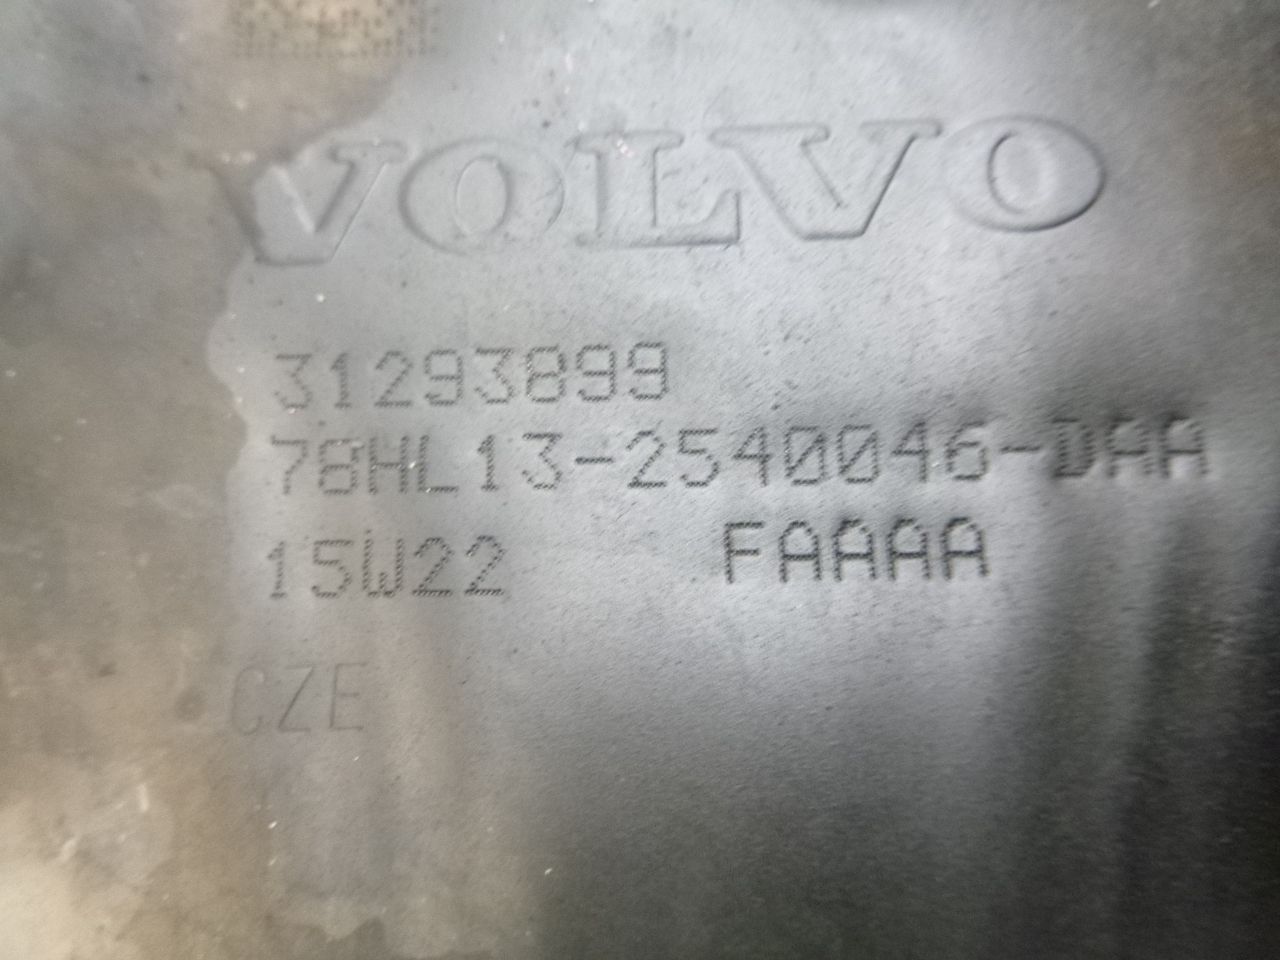 VOLVO
31293899
78HL13-2540046-DAA
15W22 FAAAA
CZE